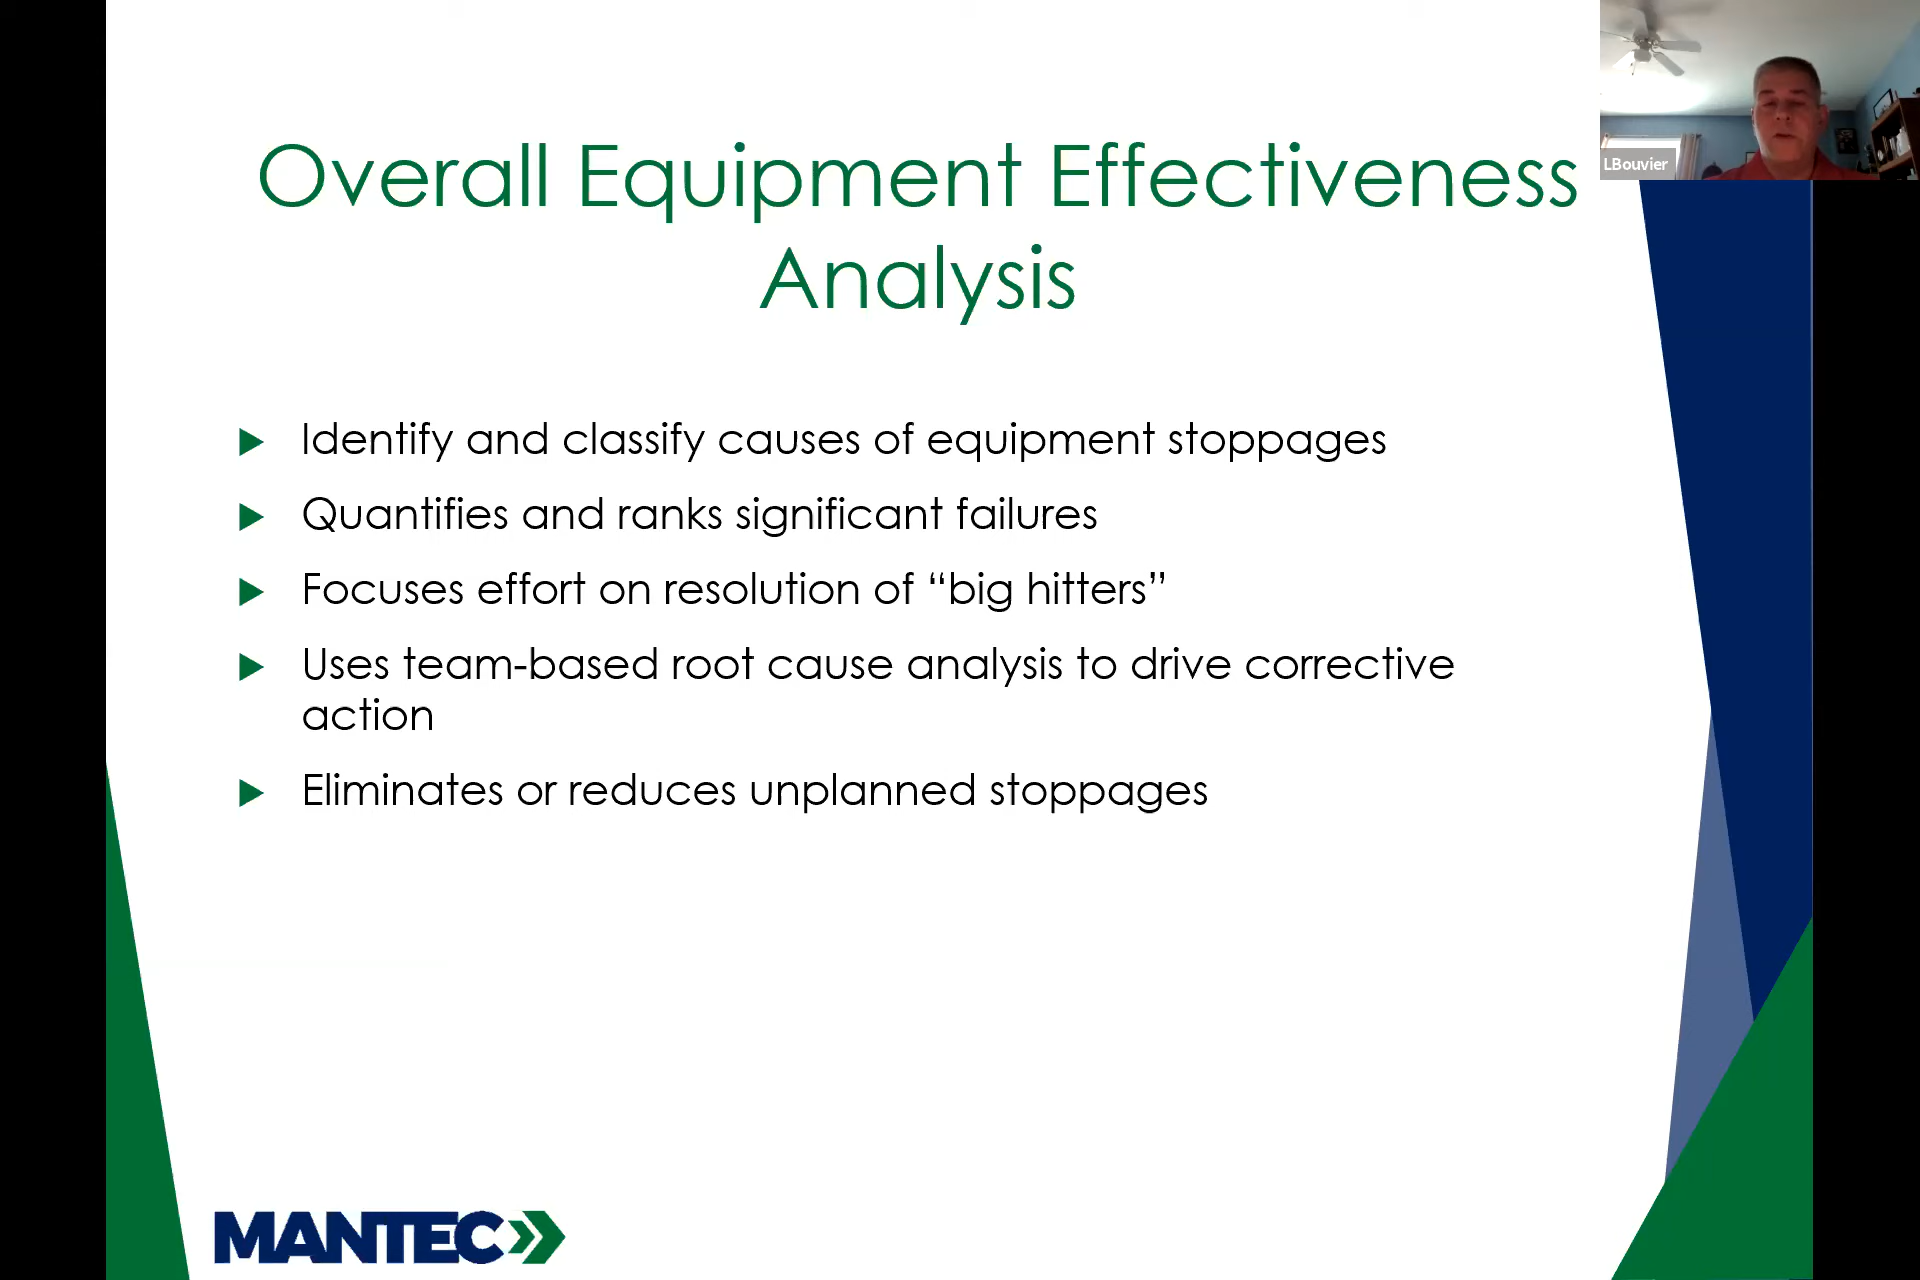 Overall Equipment Effectiveness
Analysis
LBouvier
Identify and classify causes of equipment stoppages
Quantifies and ranks significant failures
Focuses effort on resolution of “big hitters”
Uses team-based root cause analysis to drive corrective
action
Eliminates or reduces unplanned stoppages
MANTEC